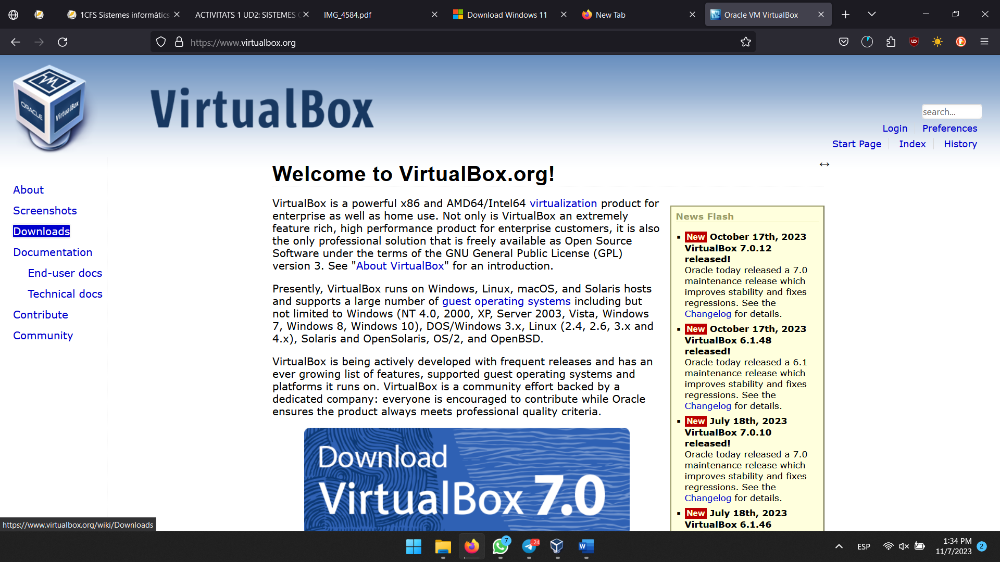 1CFS Sistemes informàtics
ACTIVITATS 1 UD2: SISTEMES
IMG_4584.pdf
Download Windows 11
New Tab
Oracle VM VirtualBox
https://www.virtualbox.org
ORACLE
VirtualBox
VirtualBox
search...
Login
Preferences
Start Page
Index
History
About
Screenshots
Downloads
Documentation
End-user docs
Technical docs
Contribute
Community
Welcome to VirtualBox.org!
VirtualBox is a powerful x86 and AMD64/Intel64 virtualization product for
enterprise as well as home use. Not only is VirtualBox an extremely
feature rich, high performance product for enterprise customers, it is also
the only professional solution that is freely available as Open Source
Software under the terms of the GNU General Public License (GPL)
version 3. See "About VirtualBox" for an introduction.
Presently, VirtualBox runs on Windows, Linux, macOS, and Solaris hosts
and supports a large number of guest operating systems including but
not limited to Windows (NT 4.0, 2000, XP, Server 2003, Vista, Windows
7, Windows 8, Windows 10), DOS/Windows 3.x, Linux (2.4, 2.6, 3.x and
4.x), Solaris and OpenSolaris, OS/2, and OpenBSD.
VirtualBox is being actively developed with frequent releases and has an
ever growing list of features, supported guest operating systems and
platforms it runs on. VirtualBox is a community effort backed by a
dedicated company: everyone is encouraged to contribute while Oracle
ensures the product always meets professional quality criteria.
Download
VirtualBox 7.0
News Flash
New October 17th, 2023
VirtualBox 7.0.12
released!
Oracle today released a 7.0
maintenance release which
improves stability and fixes
regressions. See the
Changelog for details.
New October 17th, 2023
VirtualBox 6.1.48
released!
Oracle today released a 6.1
maintenance release which
improves stability and fixes
regressions. See the
Changelog for details.
New July 18th, 2023
VirtualBox 7.0.10
released!
Oracle today released a 7.0
maintenance release which
improves stability and fixes
regressions. See the
Changelog for details.
New July 18th, 2023
VirtualBox 6.1.46
https://www.virtualbox.org/wiki/Downloads
7
..24
W
ESP
1:34 PM
11/7/2023
2